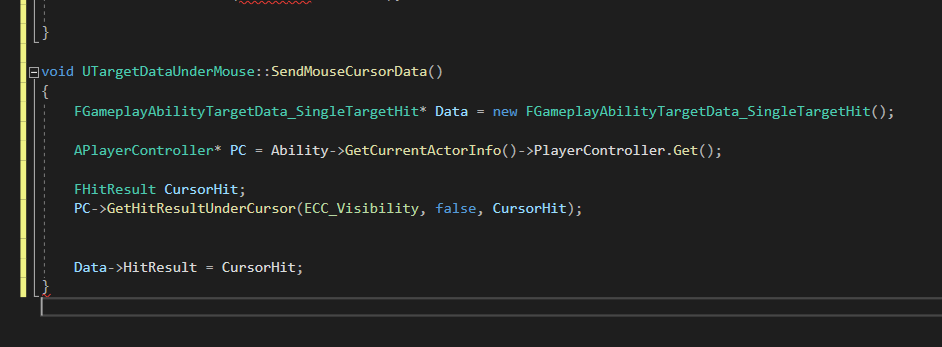 }
void UTargetDataUnderMouse::SendMouseCursorData()
{
FGameplayAbilityTargetData_SingleTargetHit* Data = new FGameplayAbilityTargetData_SingleTargetHit();
APlayerController* PC = Ability->GetCurrentActorInfo()->PlayerController.Get();
FHitResult CursorHit;
PC->GetHitResultUnderCursor(ECC_Visibility, false, CursorHit);
Data->HitResult = CursorHit;
}